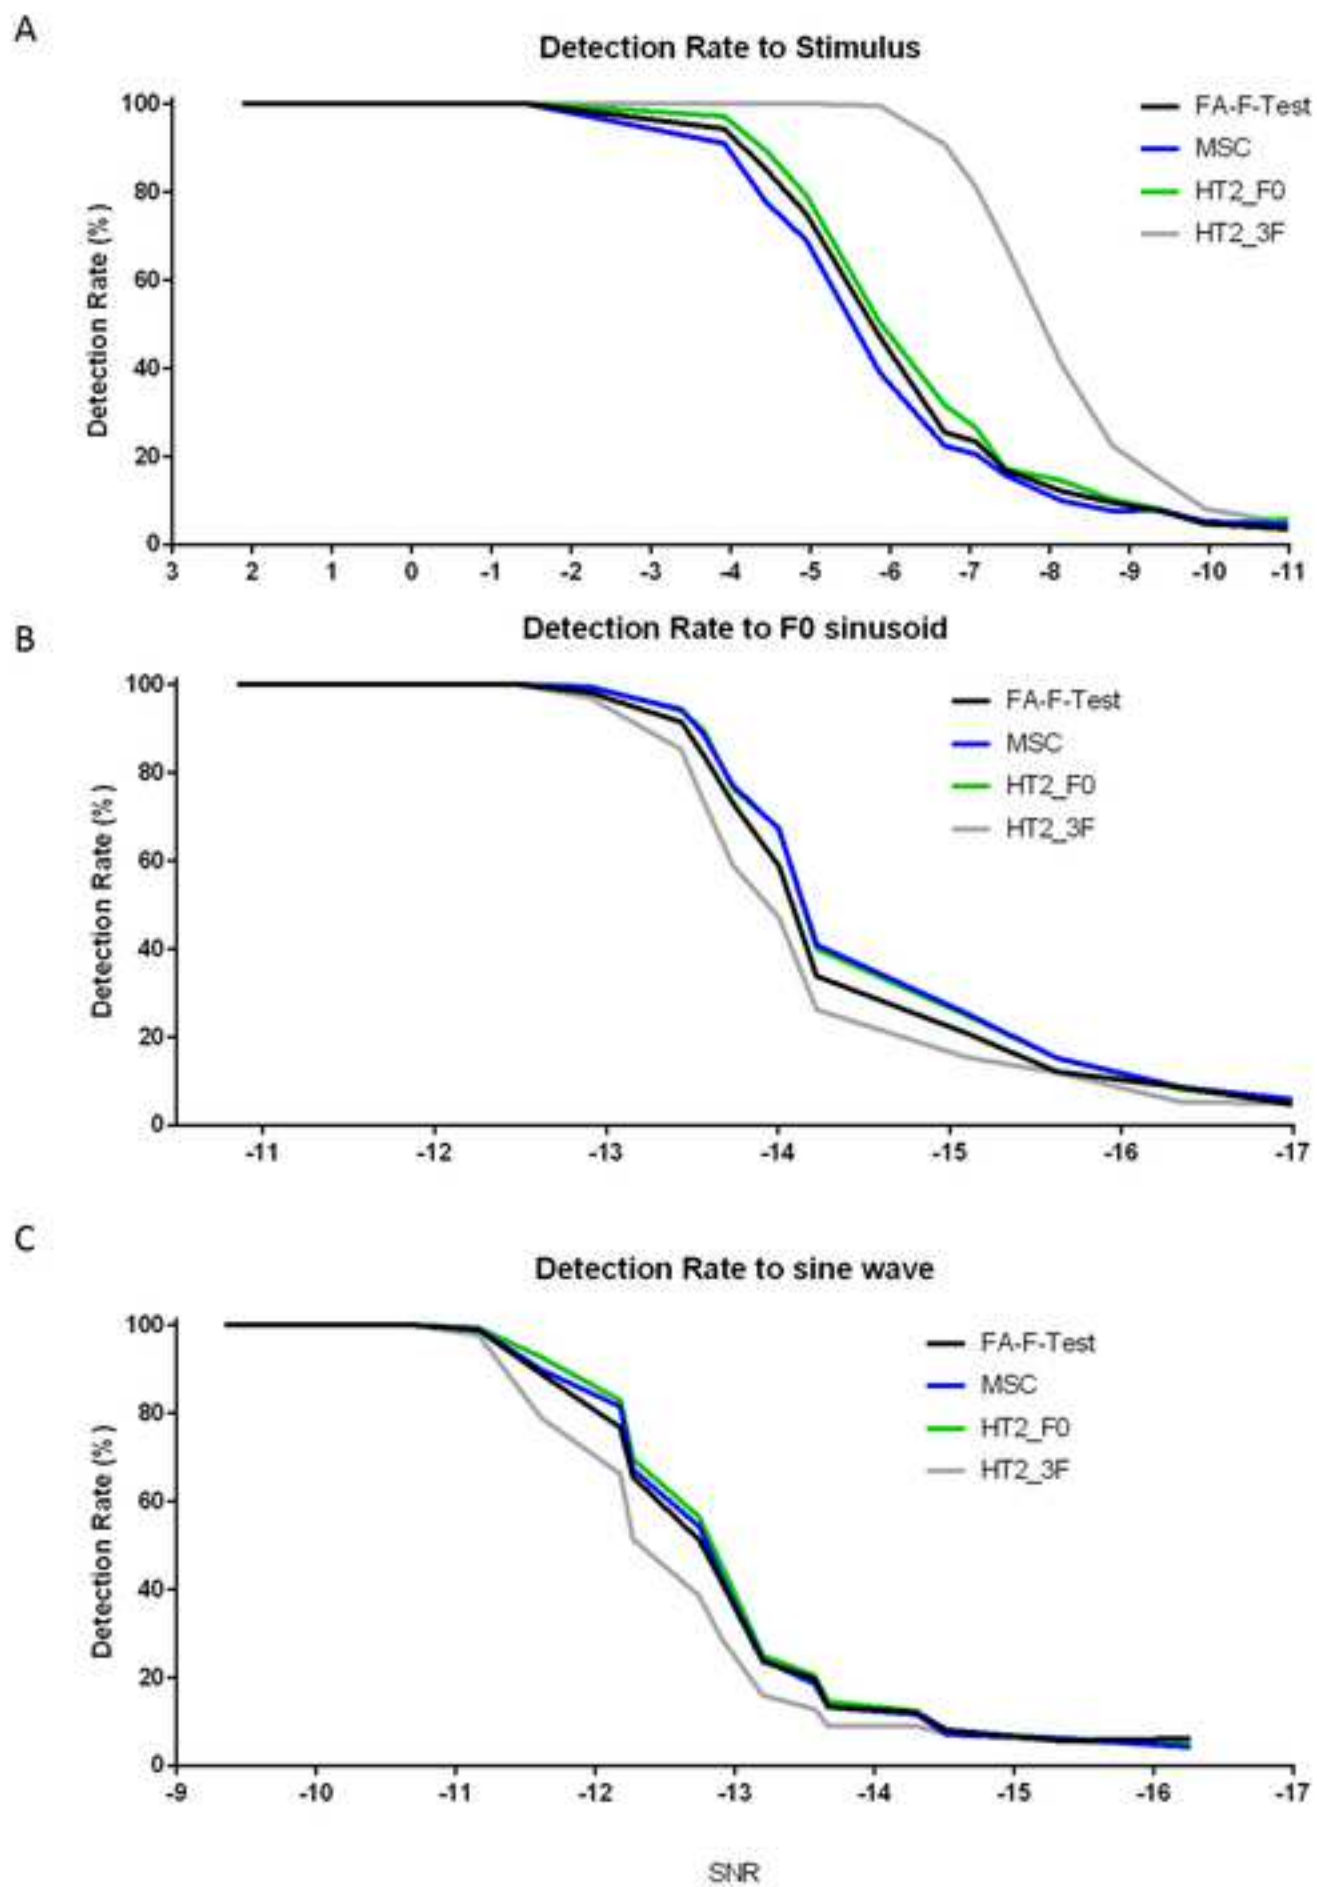 A
Detection Rate to Stimulus
FA-F-Test
MSC
HT2_F0
HT2_3F
Detection Rate (%)
100
80
60
40
20
0
3 2 1 0 -1 -2 -3 -4 -5 -6 -7 -8 -9 -10 -11
B
Detection Rate to F0 sinusoid
FA-F-Test
MSC
HT2_F0
HT2_3F
Detection Rate (%)
100
80
60
40
20
0
-11 -12 -13 -14 -15 -16 -17
C
Detection Rate to sine wave
FA-F-Test
MSC
HT2_F0
HT2_3F
Detection Rate (%)
100
80
60
40
20
0
-9 -10 -11 -12 -13 -14 -15 -16 -17
SNR